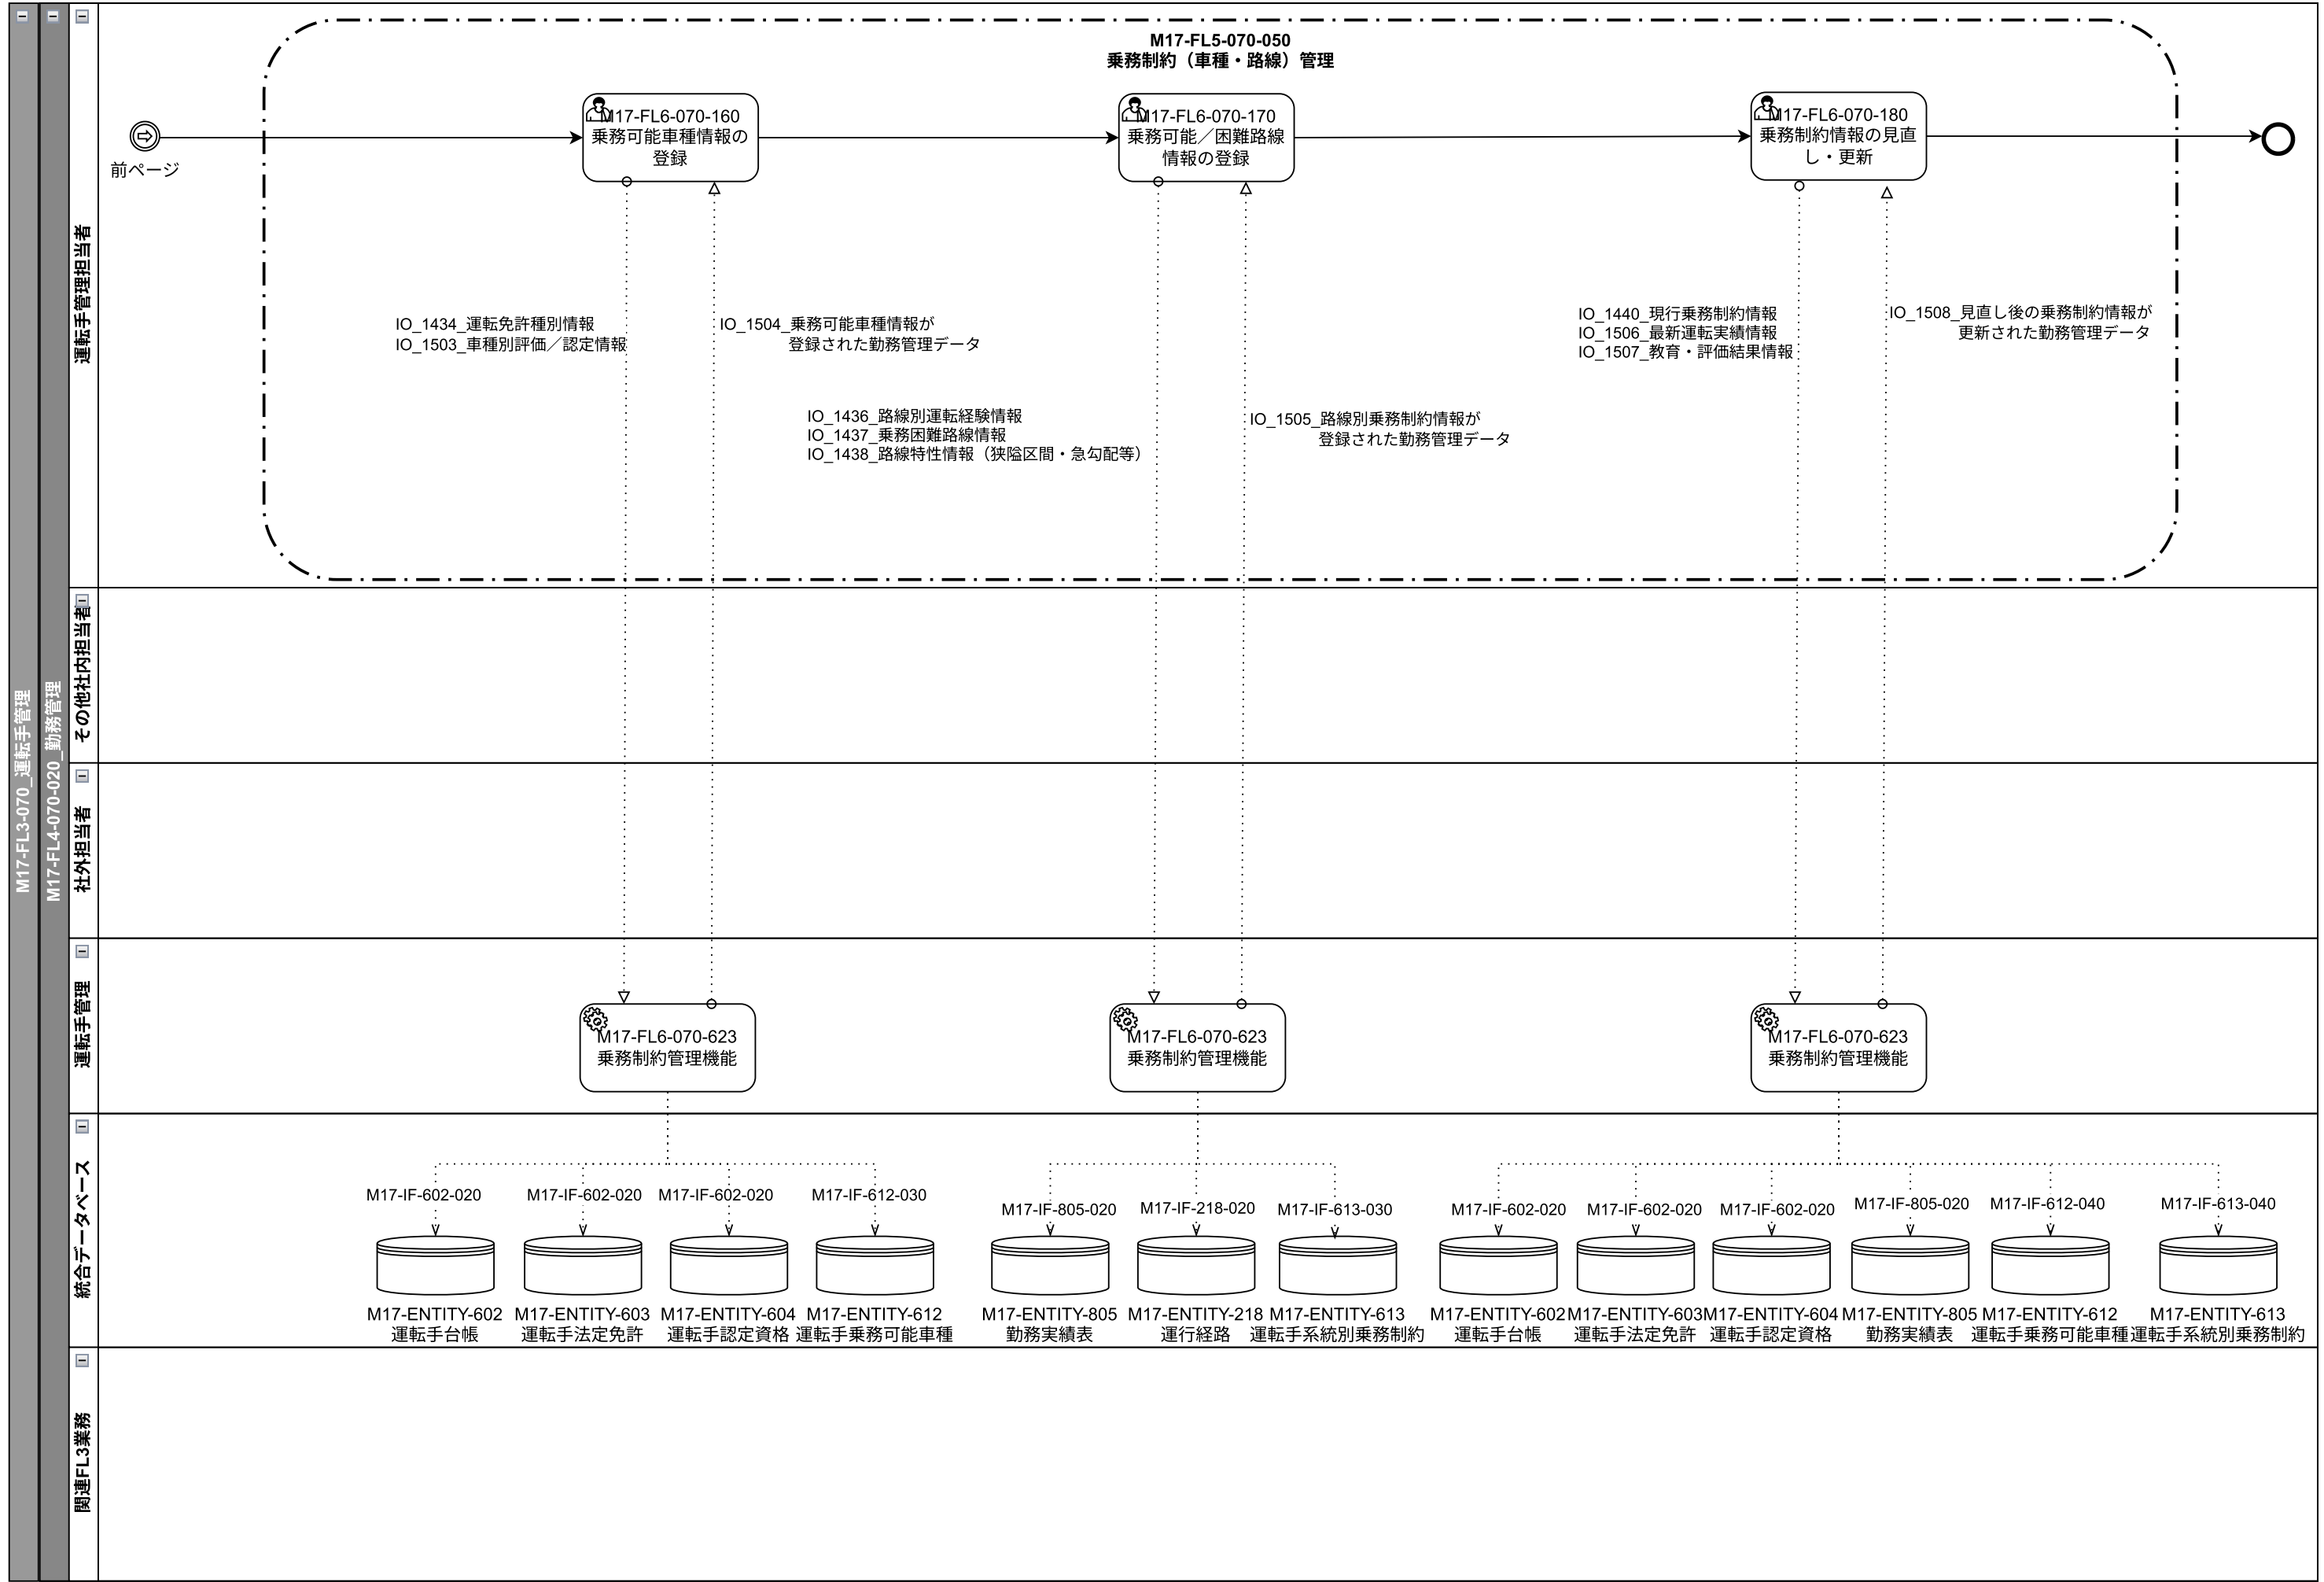 M17-FL3-070_運転手管理
M17-FL4-070-020_勤務管理
運転手管理担当者
M17-FL5-070-050
乗務制約（車種・路線）管理
前ページ
M17-FL6-070-160
乗務可能車種情報の
登録
M17-FL6-070-170
乗務可能／困難路線
情報の登録
M17-FL6-070-180
乗務制約情報の見直
し・更新
IO_1434_運転免許種別情報
IO_1503_車種別評価／認定情報
IO_1504_乗務可能車種情報が
登録された勤務管理データ
IO_1436_路線別運転経験情報
IO_1437_乗務困難路線情報
IO_1438_路線特性情報（狭隘区間・急勾配等）
IO_1505_路線別乗務制約情報が
登録された勤務管理データ
IO_1440_現行乗務制約情報
IO_1506_最新運転実績情報
IO_1507_教育・評価結果情報
IO_1508_見直し後の乗務制約情報が
更新された勤務管理データ
その他社内担当者
社外担当者
運転手管理
M17-FL6-070-623
乗務制約管理機能
M17-FL6-070-623
乗務制約管理機能
M17-FL6-070-623
乗務制約管理機能
統合データベース
M17-IF-602-020
M17-IF-602-020
M17-IF-602-020
M17-IF-612-030
M17-IF-805-020
M17-IF-218-020
M17-IF-613-030
M17-IF-602-020
M17-IF-602-020
M17-IF-602-020
M17-IF-805-020
M17-IF-612-040
M17-IF-613-040
M17-ENTITY-602
運転手台帳
M17-ENTITY-603
運転手法定免許
M17-ENTITY-604
運転手認定資格
M17-ENTITY-612
運転手乗務可能車種
M17-ENTITY-805
勤務実績表
M17-ENTITY-218
運行経路
M17-ENTITY-613
運転手系統別乗務制約
M17-ENTITY-602
運転手台帳
M17-ENTITY-603
運転手法定免許
M17-ENTITY-604
運転手認定資格
M17-ENTITY-805
勤務実績表
M17-ENTITY-612
運転手乗務可能車種
M17-ENTITY-613
運転手系統別乗務制約
関連FL3業務